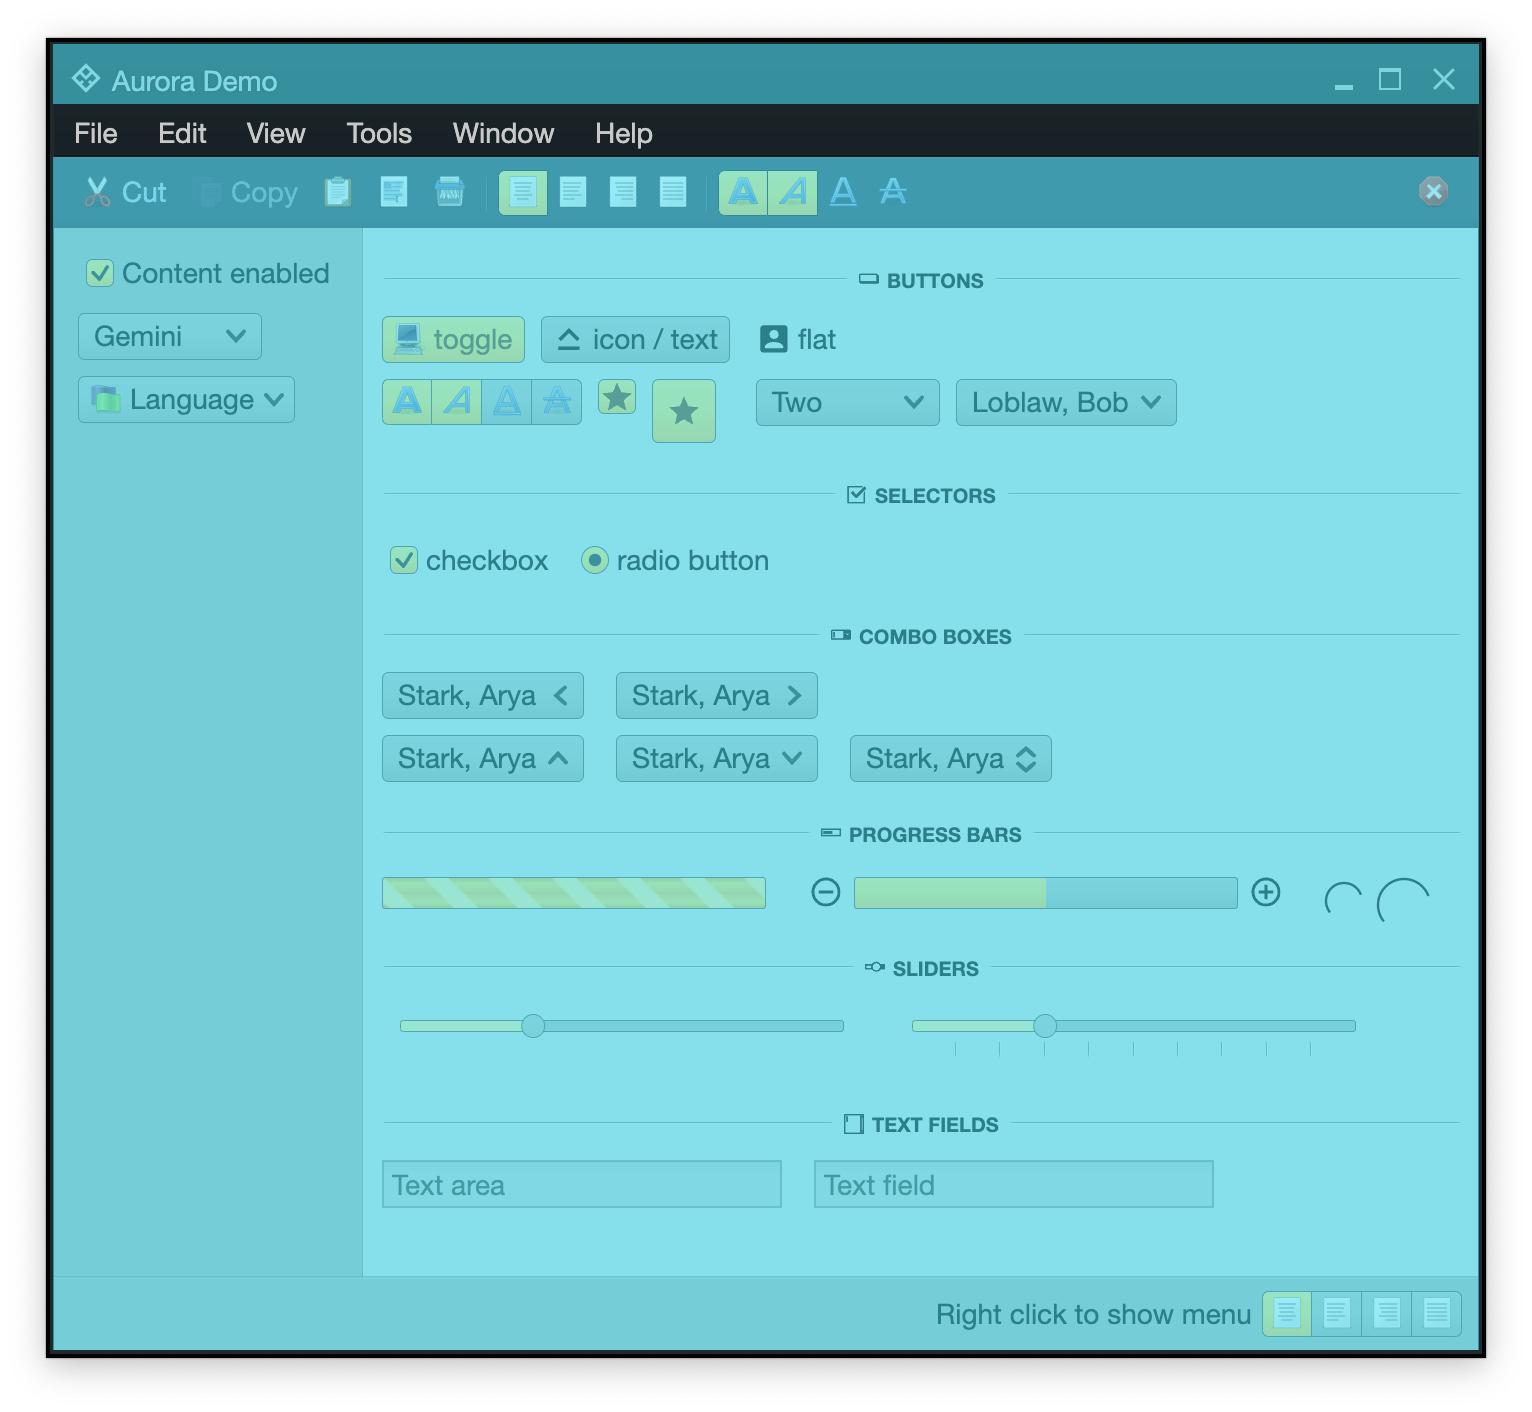 Aurora Demo
File Edit View Tools Window Help
Cut Copy
Content enabled
Gemini
Language
BUTTONS
toggle icon / text flat
Two Loblaw, Bob
SELECTORS
checkbox radio button
COMBO BOXES
Stark, Arya Stark, Arya
Stark, Arya Stark, Arya Stark, Arya
PROGRESS BARS
SLIDERS
TEXT FIELDS
Text area Text field
Right click to show menu